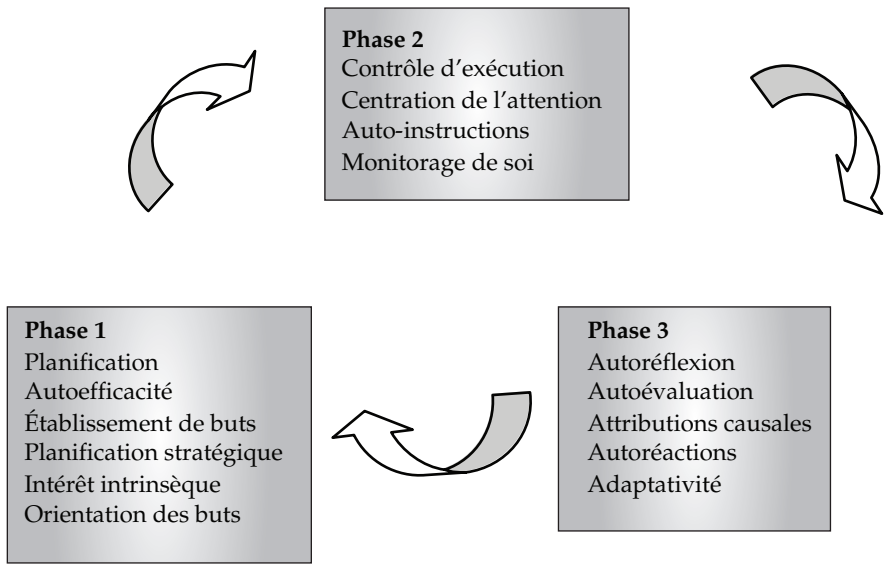 Phase 2
Contrôle d'exécution
Centration de l'attention
Auto-instructions
Monitorage de soi
Phase 1
Planification
Autoefficacité
Établissement de buts
Planification stratégique
Intérêt intrinsèque
Orientation des buts
Phase 3
Autoréflexion
Autoévaluation
Attributions causales
Autoréactions
Adaptativité